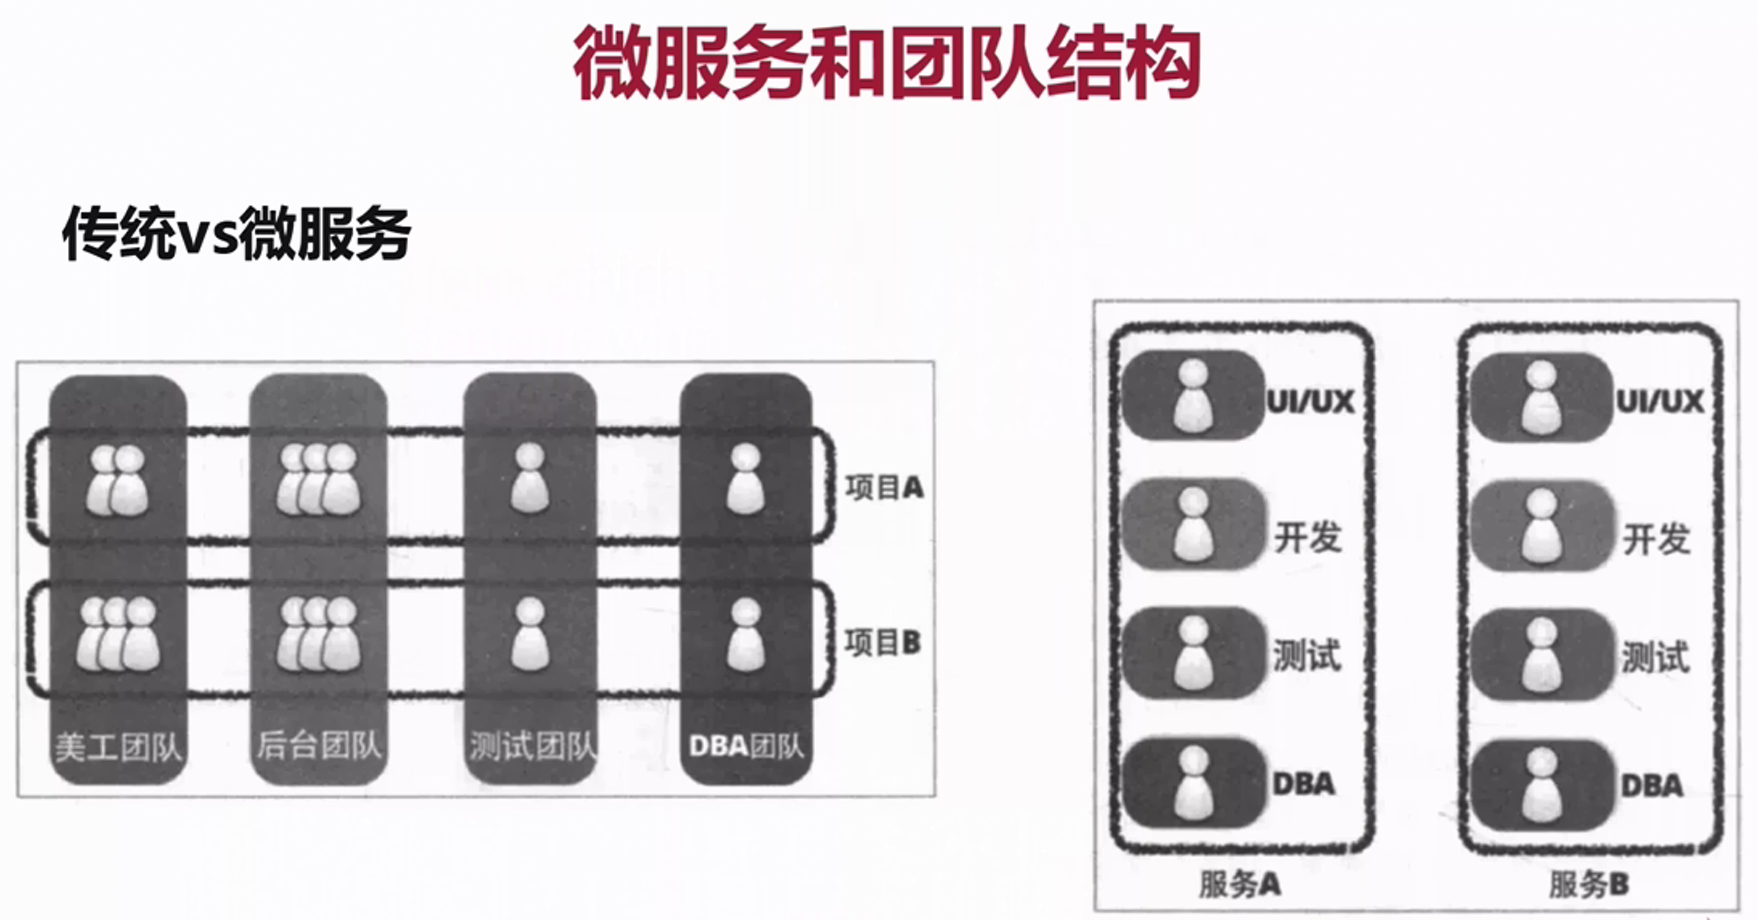 微服务和团队结构
传统vs微服务
项目A
项目B
美工团队 后台团队 测试团队 DBA团队
UI/UX
开发
测试
DBA
服务A
UI/UX
开发
测试
DBA
服务B